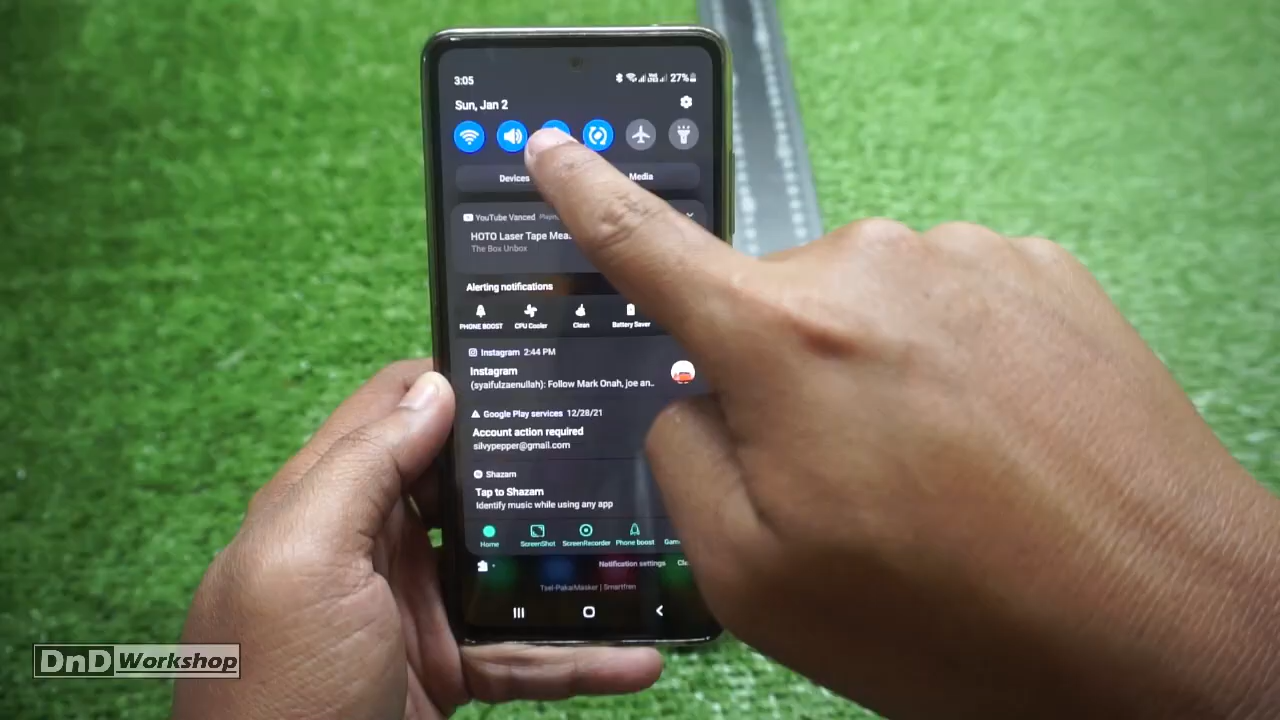 3:05
27%
Sun, Jan 2
Devices
Media
YouTube Vanced
HOTO Laser Tape Meas
The Box Unbox
Alerting notifications
PHONE BOOST
CPU Cooler
Clean
Battery Saver
Instagram 2:44 PM
Instagram
(syaifulzaenullah): Follow Mark Onah, joe an..
Google Play services 12/28/21
Account action required
silvypepper@gmail.com
Shazam
Tap to Shazam
Identify music while using any app
Home
ScreenShot
ScreenRecorder
Phone boost
Gam
Notification settings
Cle
Tsel-PakaiMasker | Smartfren
DnD Workshop